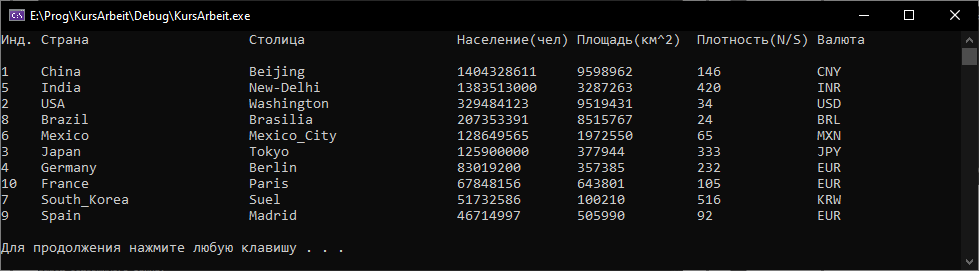 E:\Prog\KursArbeit\Debug\KursArbeit.exe
Инд. Страна Столица Население(чел) Площадь(км^2) Плотность(N/S) Валюта
1 China Beijing 1404328611 9598962 146 CNY
5 India New-Delhi 1383513000 3287263 420 INR
2 USA Washington 329484123 9519431 34 USD
8 Brazil Brasilia 207353391 8515767 24 BRL
6 Mexico Mexico_City 128649565 1972550 65 MXN
3 Japan Tokyo 125900000 377944 333 JPY
4 Germany Berlin 83019200 357385 232 EUR
10 France Paris 67848156 643801 105 EUR
7 South_Korea Suel 51732586 100210 516 KRW
9 Spain Madrid 46714997 505990 92 EUR
Для продолжения нажмите любую клавишу . . .